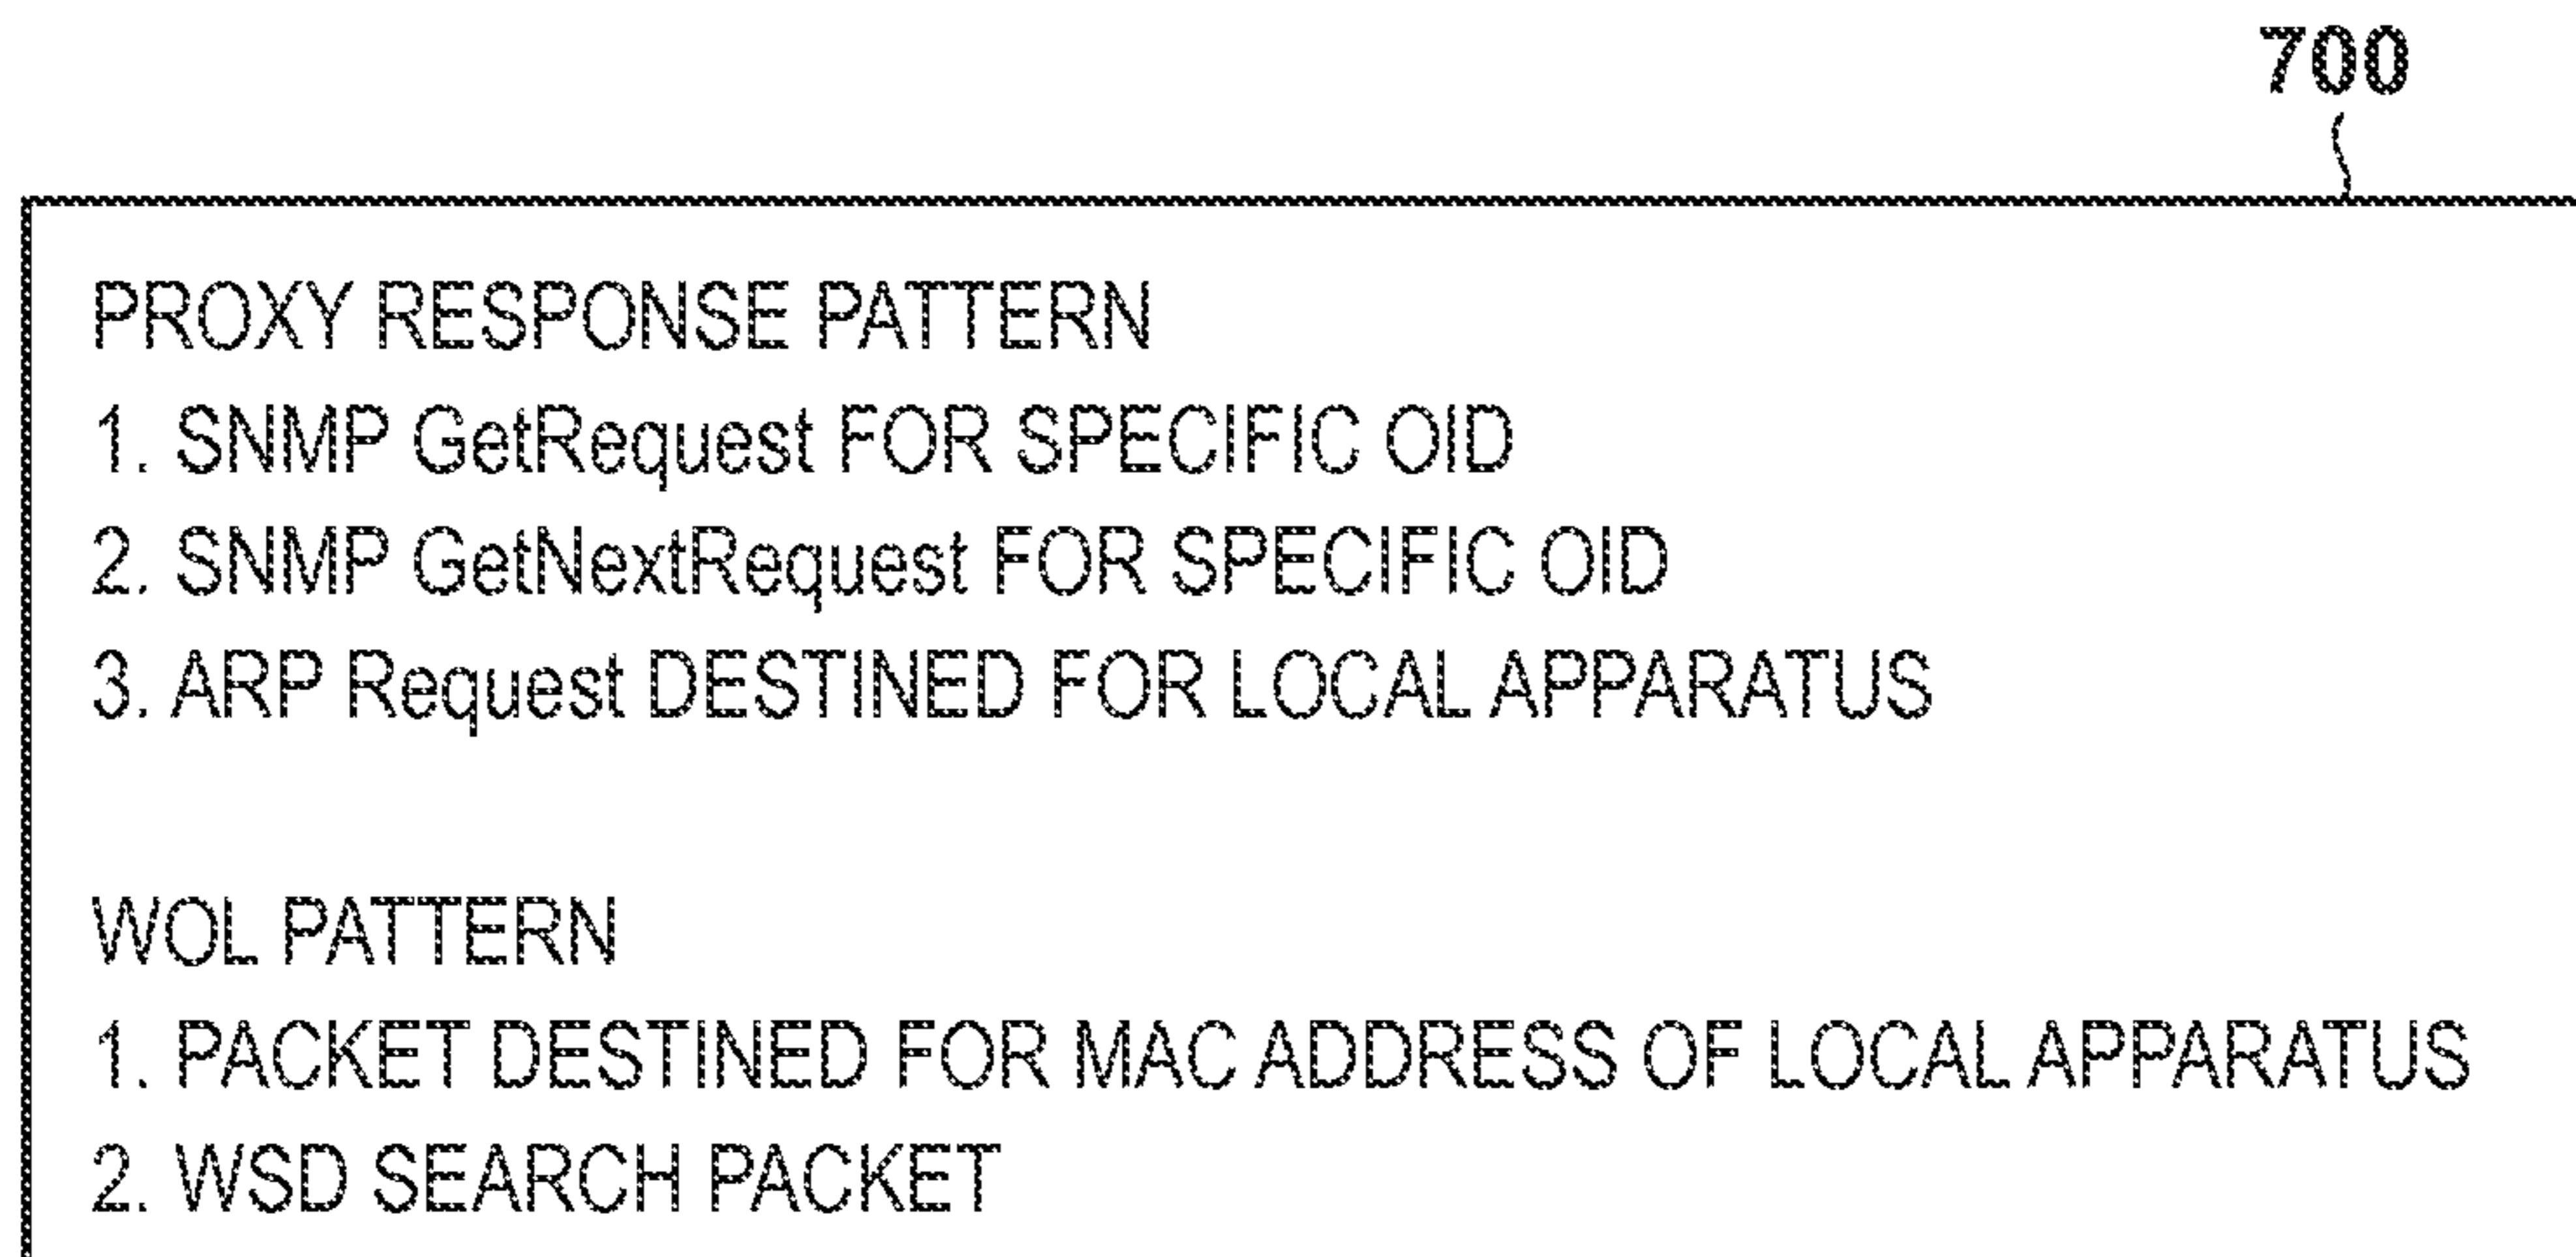 700
PROXY RESPONSE PATTERN
1. SNMP GetRequest FOR SPECIFIC OID
2. SNMP GetNextRequest FOR SPECIFIC OID
3. ARP Request DESTINED FOR LOCAL APPARATUS
WOL PATTERN
1. PACKET DESTINED FOR MAC ADDRESS OF LOCAL APPARATUS
2. WSD SEARCH PACKET